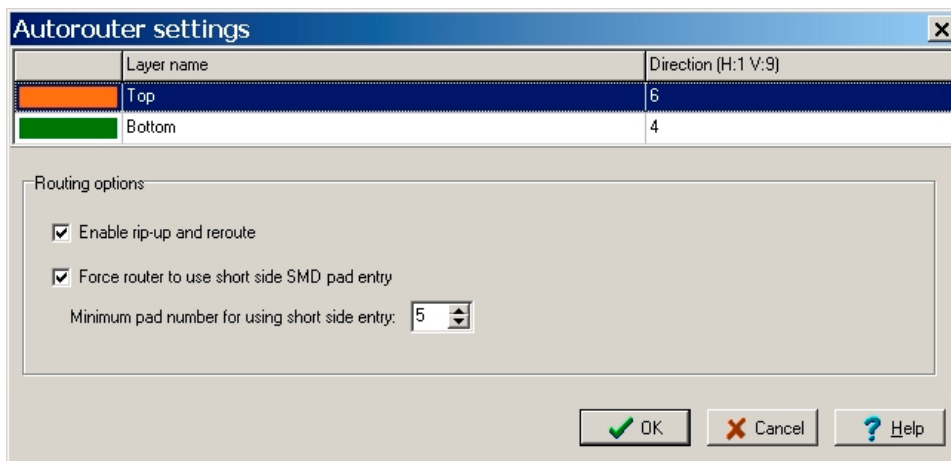 Autorouter settings
Layer name Direction (H:1 V:9)
Top 6
Bottom 4
Routing options
Enable rip-up and reroute
Force router to use short side SMD pad entry
Minimum pad number for using short side entry: 5
OK Cancel ? Help